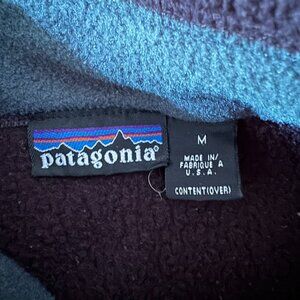 patagonia®
M
MADE IN/
FABRIQUE A
U.S.A.
CONTENT(OVER)